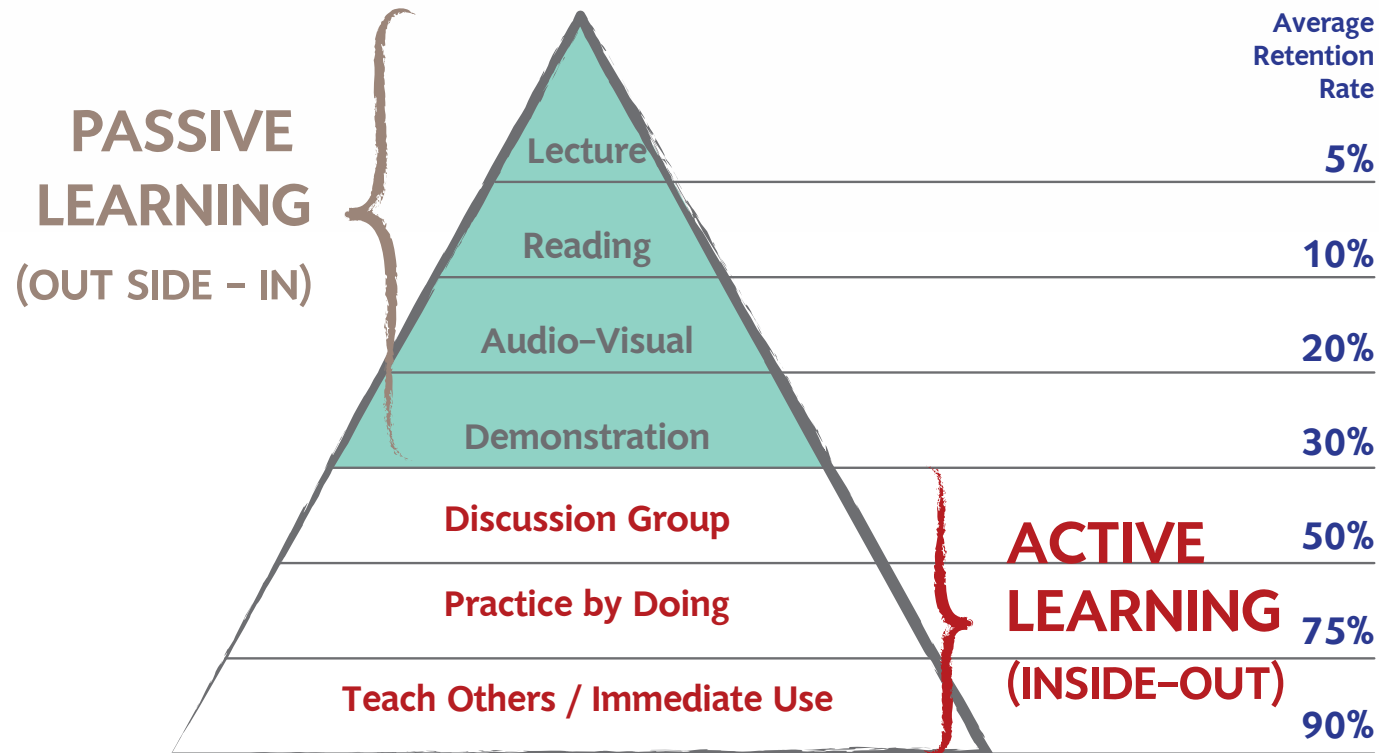 Average
Retention
Rate
PASSIVE
LEARNING
(OUT SIDE – IN)
Lecture
5%
Reading
10%
Audio–Visual
20%
Demonstration
30%
Discussion Group
50%
Practice by Doing
75%
Teach Others / Immediate Use
90%
ACTIVE
LEARNING
(INSIDE–OUT)